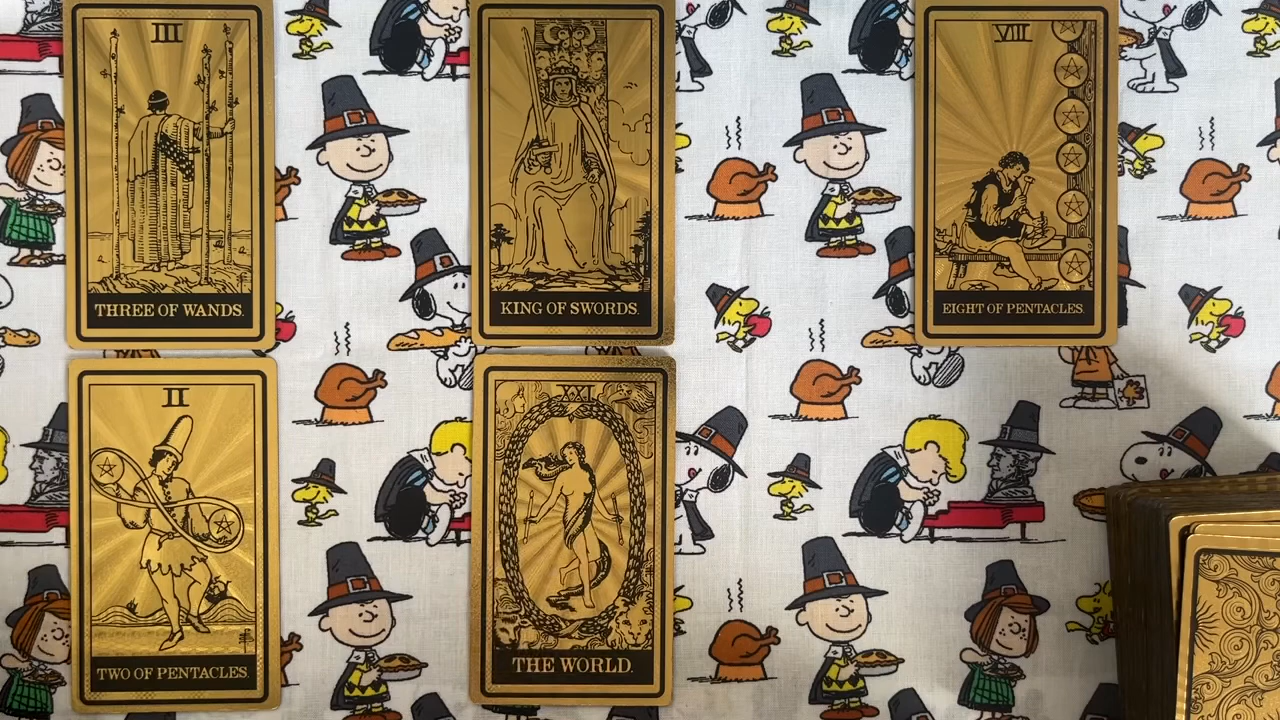 III
THREE OF WANDS.
KING OF SWORDS.
VIII
EIGHT OF PENTACLES.
II
TWO OF PENTACLES.
XXI
THE WORLD.